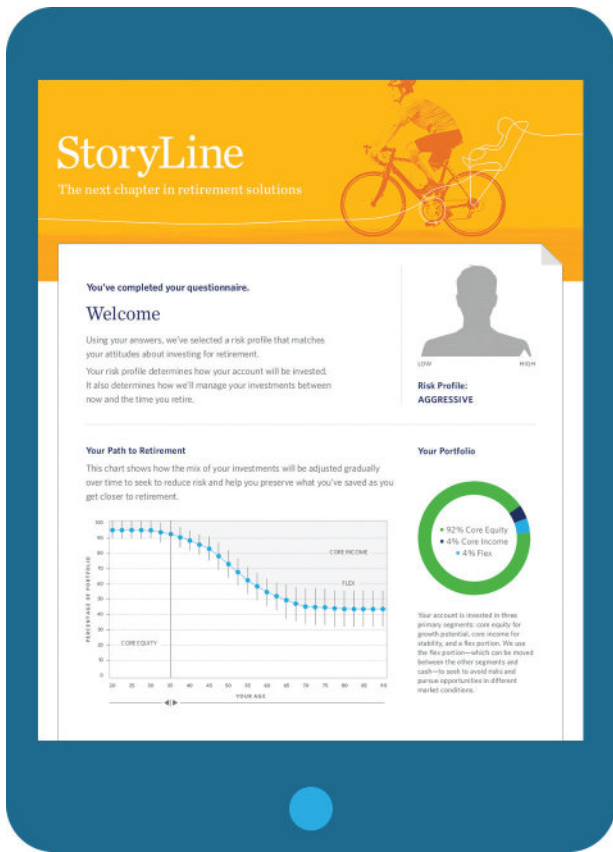 StoryLine
The next chapter in retirement solutions
You've completed your questionnaire.
Welcome
Using your answers, we've selected a risk profile that matches
your attitudes about investing for retirement.
Your risk profile determines how your account will be invested.
It also determines how we'll manage your investments between
now and the time you retire.
LOW HIGH
Risk Profile:
AGGRESSIVE
Your Path to Retirement
This chart shows how the mix of your investments will be adjusted gradually
over time to seek to reduce risk and help you preserve what you've saved as you
get closer to retirement.
PERCENTAGE OF PORTFOLIO
100
90
80
70
60
50
40
30
20
10
0
CORE INCOME
FLEX
CORE EQUITY
20 25 30 35 40 45 50 55 60 65 70 75 80 85 90
YOUR AGE
Your Portfolio
92% Core Equity
4% Core Income
4% Flex
Your account is invested in three
primary segments: core equity for
growth potential, core income for
stability, and a flex portion. We use
the flex portion—which can be moved
between the other segments and
cash—to seek to avoid risks and
pursue opportunities in different
market conditions.